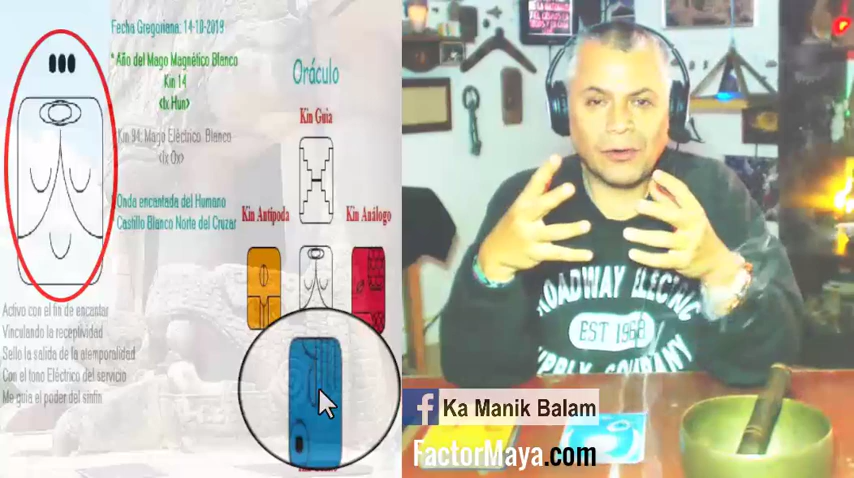 Fecha Gregoriana: 14-10-2019
* Año del Mago Magnético Blanco
Kin 14
<Ix Hun>
Kin 94: Mago Eléctrico Blanco
<Ix Ox>
Onda encantada del Humano
Castillo Blanco Norte del Cruzar
Activo con el fin de encantar
Vinculando la receptividad
Sello la salida de la atemporalidad
Con el tono Eléctrico del servicio
Me guía el poder del sinfín
Oráculo
Kin Guía
Kin Antípoda
Kin Análogo
ROADWAY ELECTRIC
EST 1968
SUPPLY COMPANY
Ka Manik Balam
FactorMaya.com